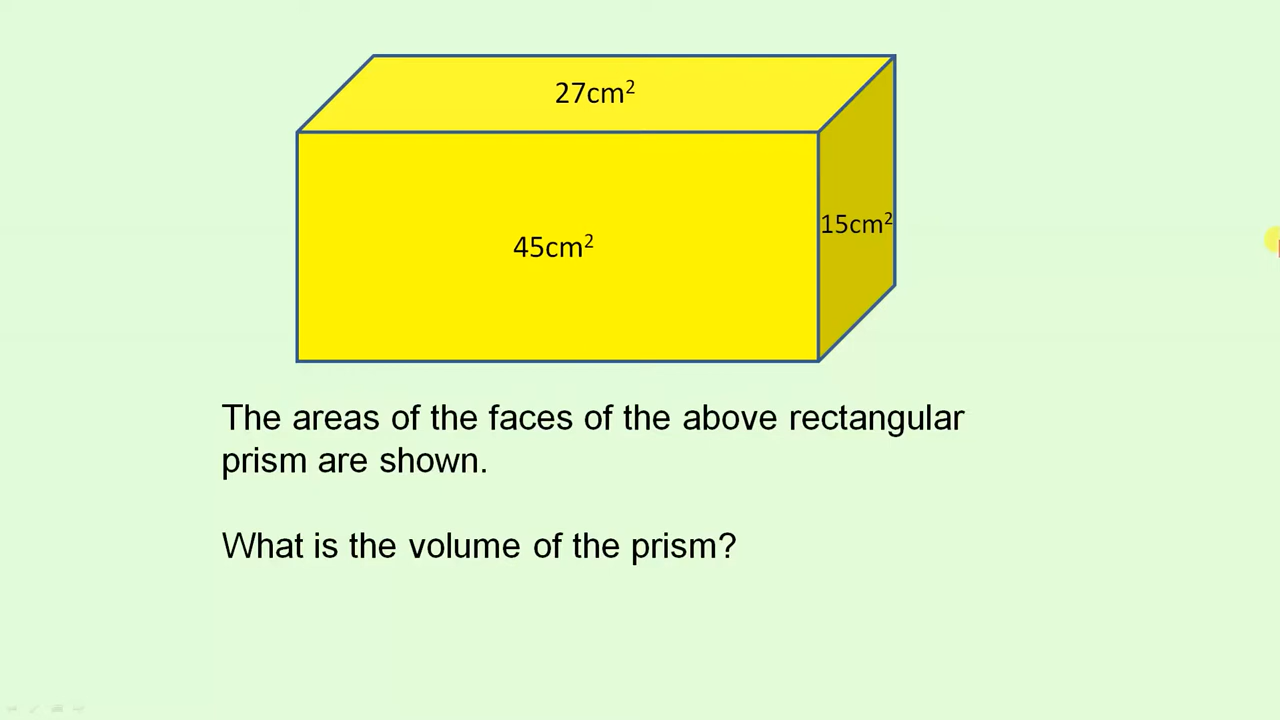 27cm²
45cm²
15cm²
The areas of the faces of the above rectangular
prism are shown.
What is the volume of the prism?